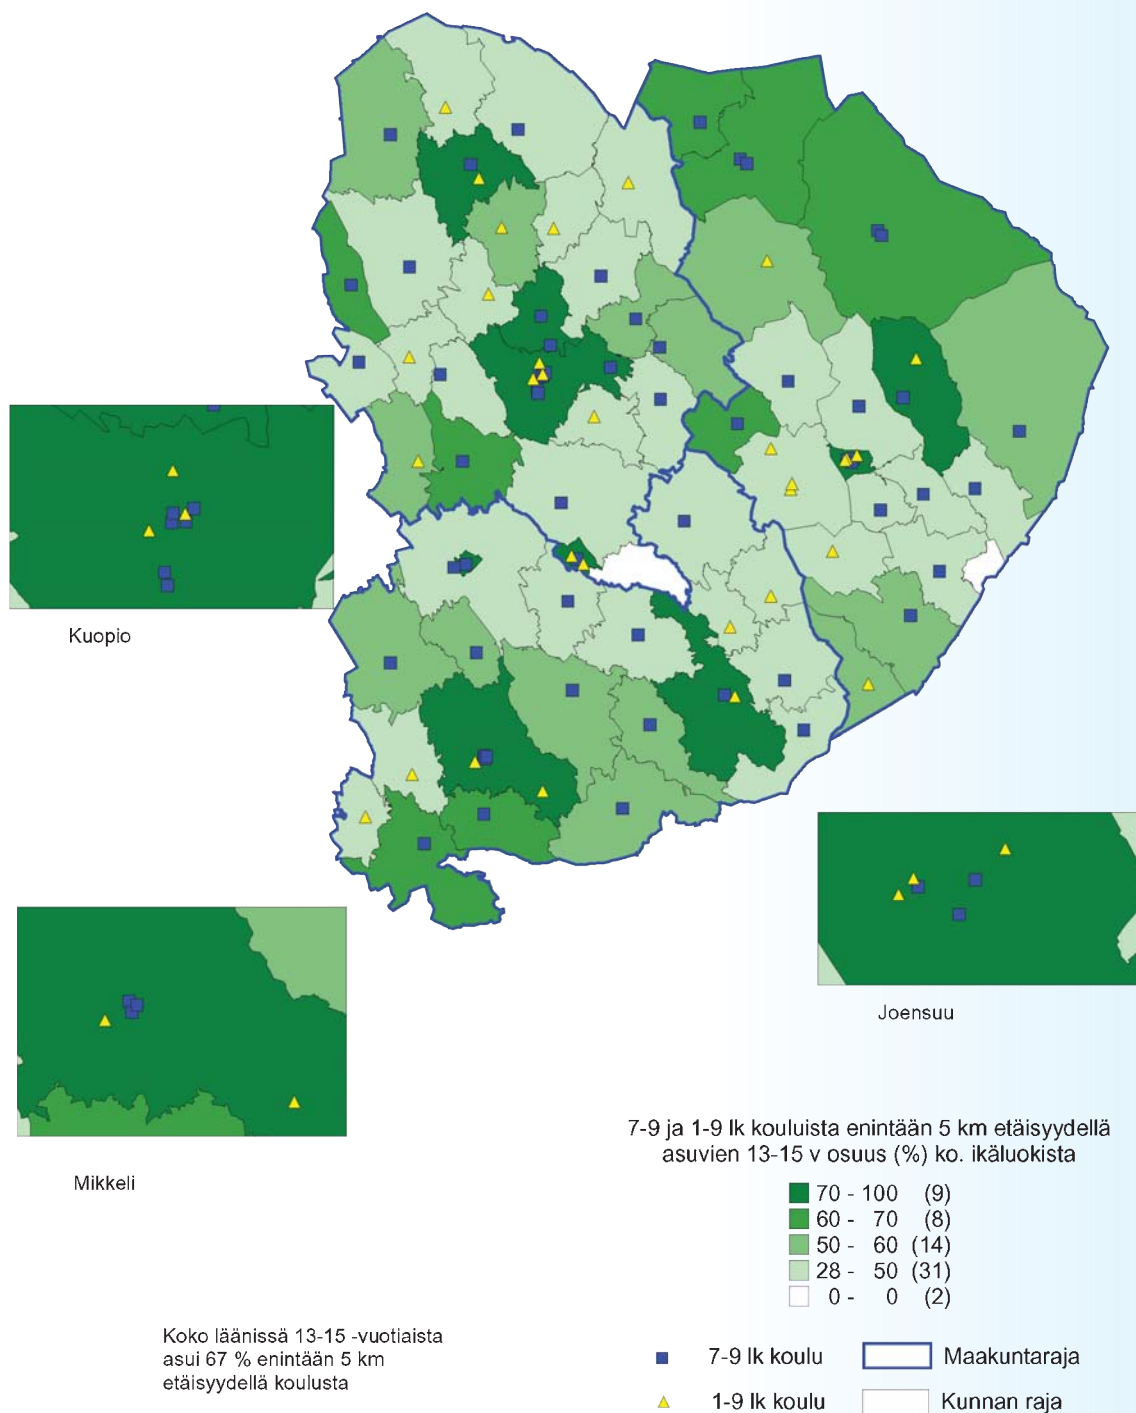 Kuopio
Joensuu
Mikkeli
7-9 ja 1-9 lk kouluista enintään 5 km etäisyydellä
asuvien 13-15 v osuus (%) ko. ikäluokista
70 - 100 (9)
60 - 70 (8)
50 - 60 (14)
28 - 50 (31)
0 - 0 (2)
Koko läänissä 13-15 -vuotiaista
asui 67 % enintään 5 km
etäisyydellä koulusta
7-9 lk koulu Maakuntaraja
1-9 lk koulu Kunnan raja